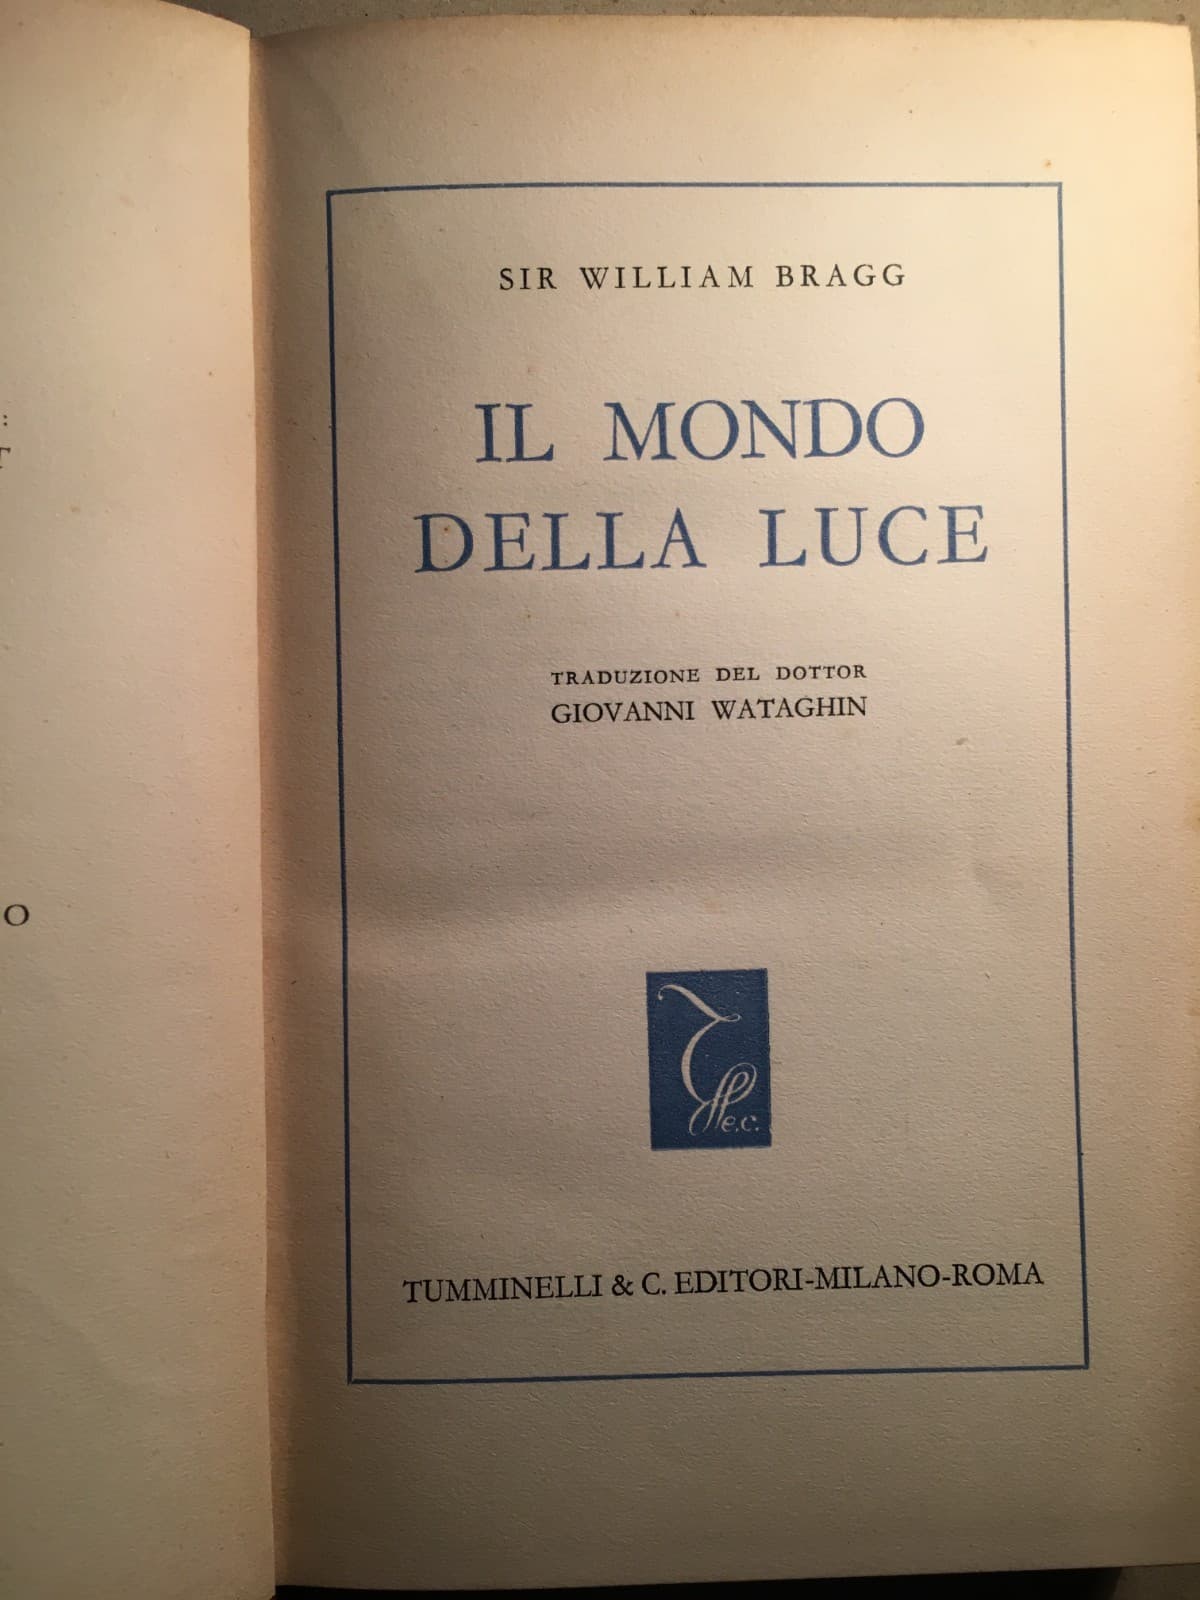 SIR WILLIAM BRAGG
IL MONDO
DELLA LUCE
TRADUZIONE DEL DOTTOR
GIOVANNI WATAGHIN
e.c.
TUMMINELLI & C. EDITORI-MILANO-ROMA
O